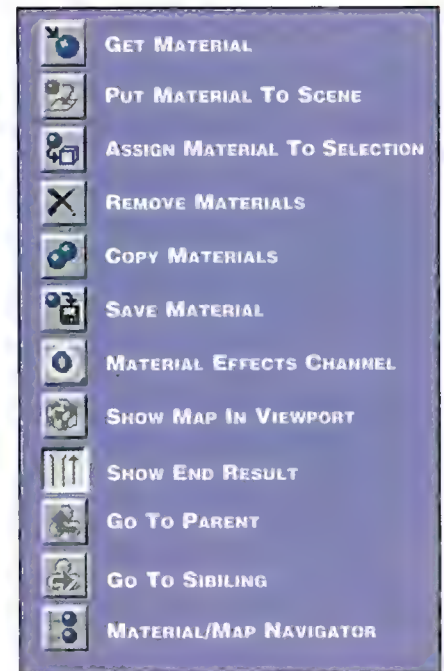 GET MATERIAL
PUT MATERIAL TO SCENE
ASSIGN MATERIAL TO SELECTION
REMOVE MATERIALS
COPY MATERIALS
SAVE MATERIAL
0 MATERIAL EFFECTS CHANNEL
SHOW MAP IN VIEWPORT
SHOW END RESULT
GO TO PARENT
GO TO SIBILING
MATERIAL/MAP NAVIGATOR